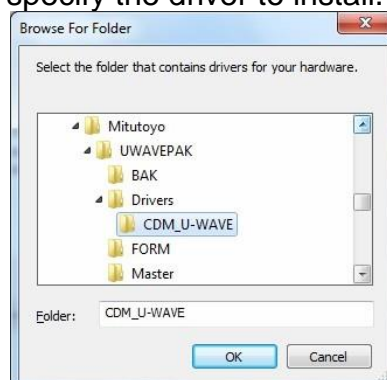 specify the driver to install.
Browse For Folder
Select the folder that contains drivers for your hardware.
Mitutoyo
UWAVEPAK
BAK
Drivers
CDM_U-WAVE
FORM
Master
Folder:
CDM_U-WAVE
OK
Cancel